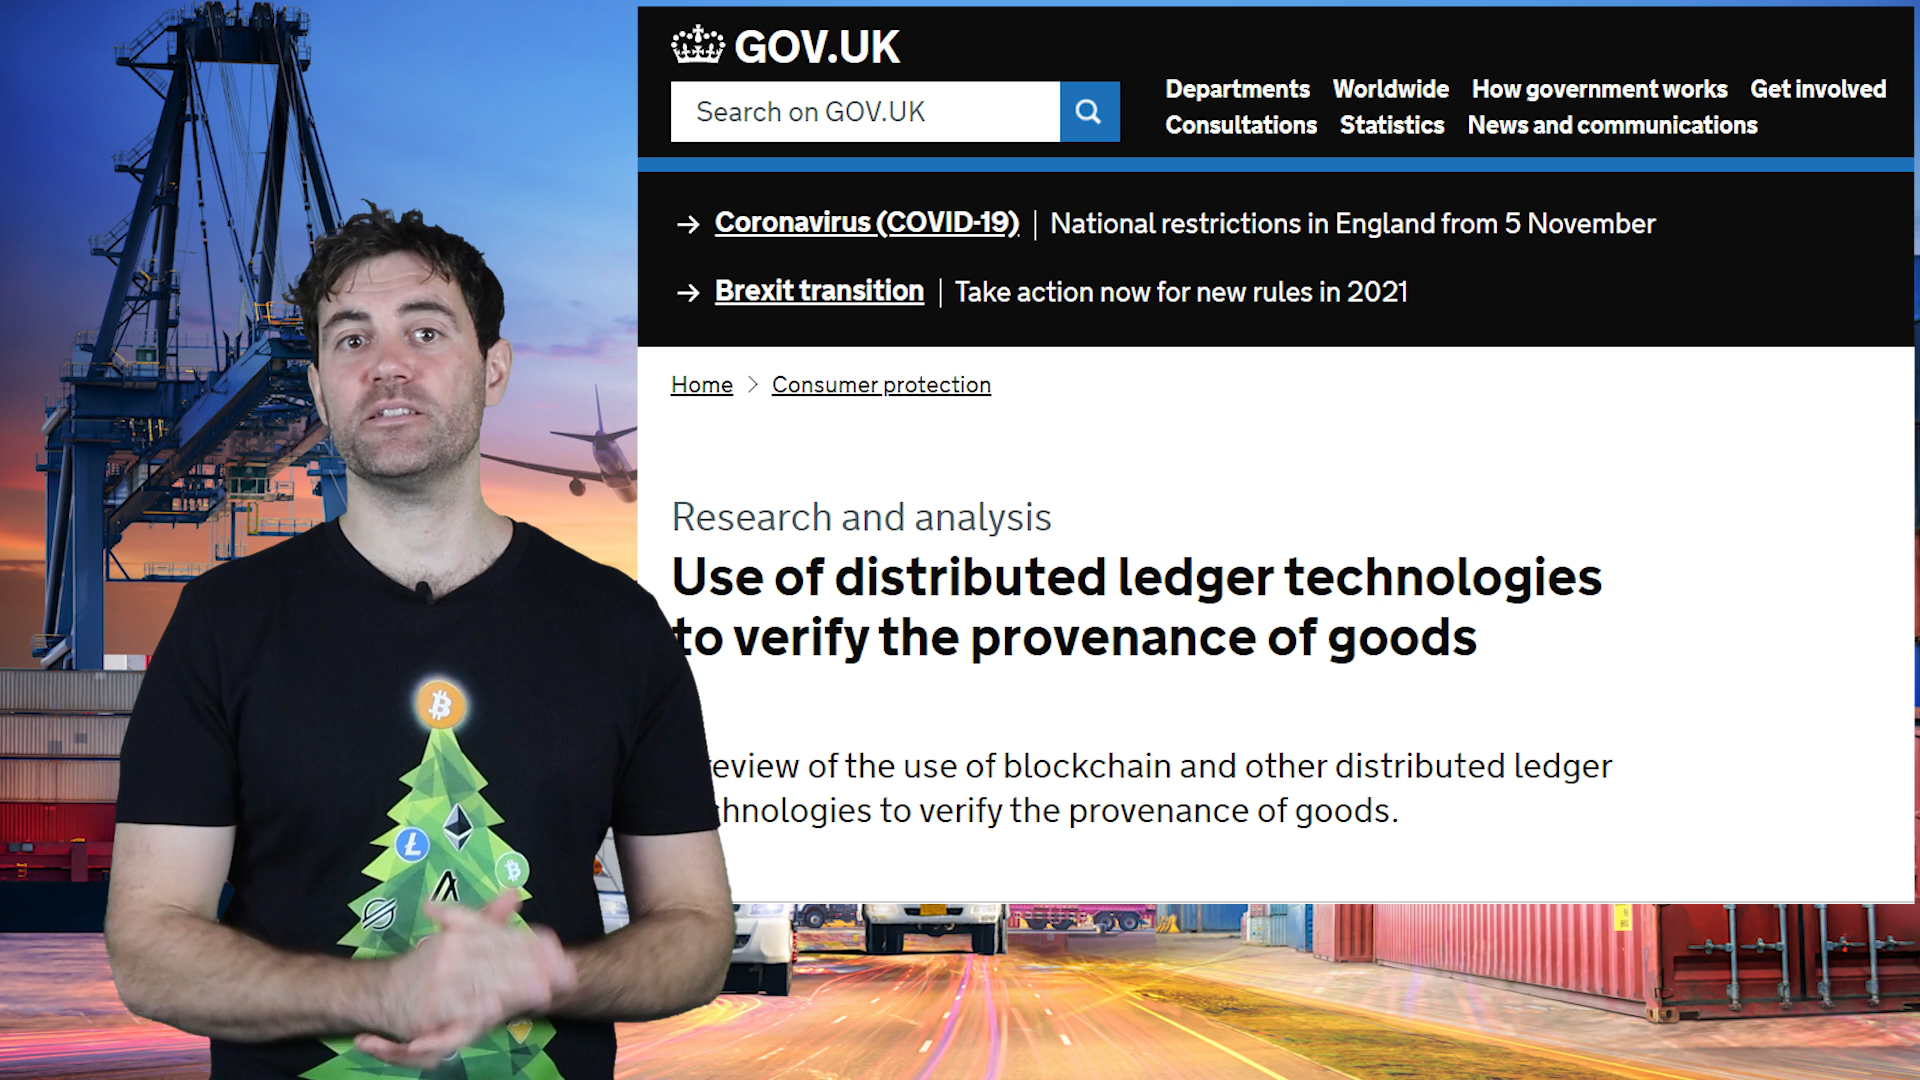 GOV.UK
Search on GOV.UK
Departments Worldwide How government works Get involved
Consultations Statistics News and communications
→ Coronavirus (COVID-19) | National restrictions in England from 5 November
→ Brexit transition | Take action now for new rules in 2021
Home > Consumer protection
Research and analysis
Use of distributed ledger technologies
to verify the provenance of goods
eview of the use of blockchain and other distributed ledger
hnologies to verify the provenance of goods.